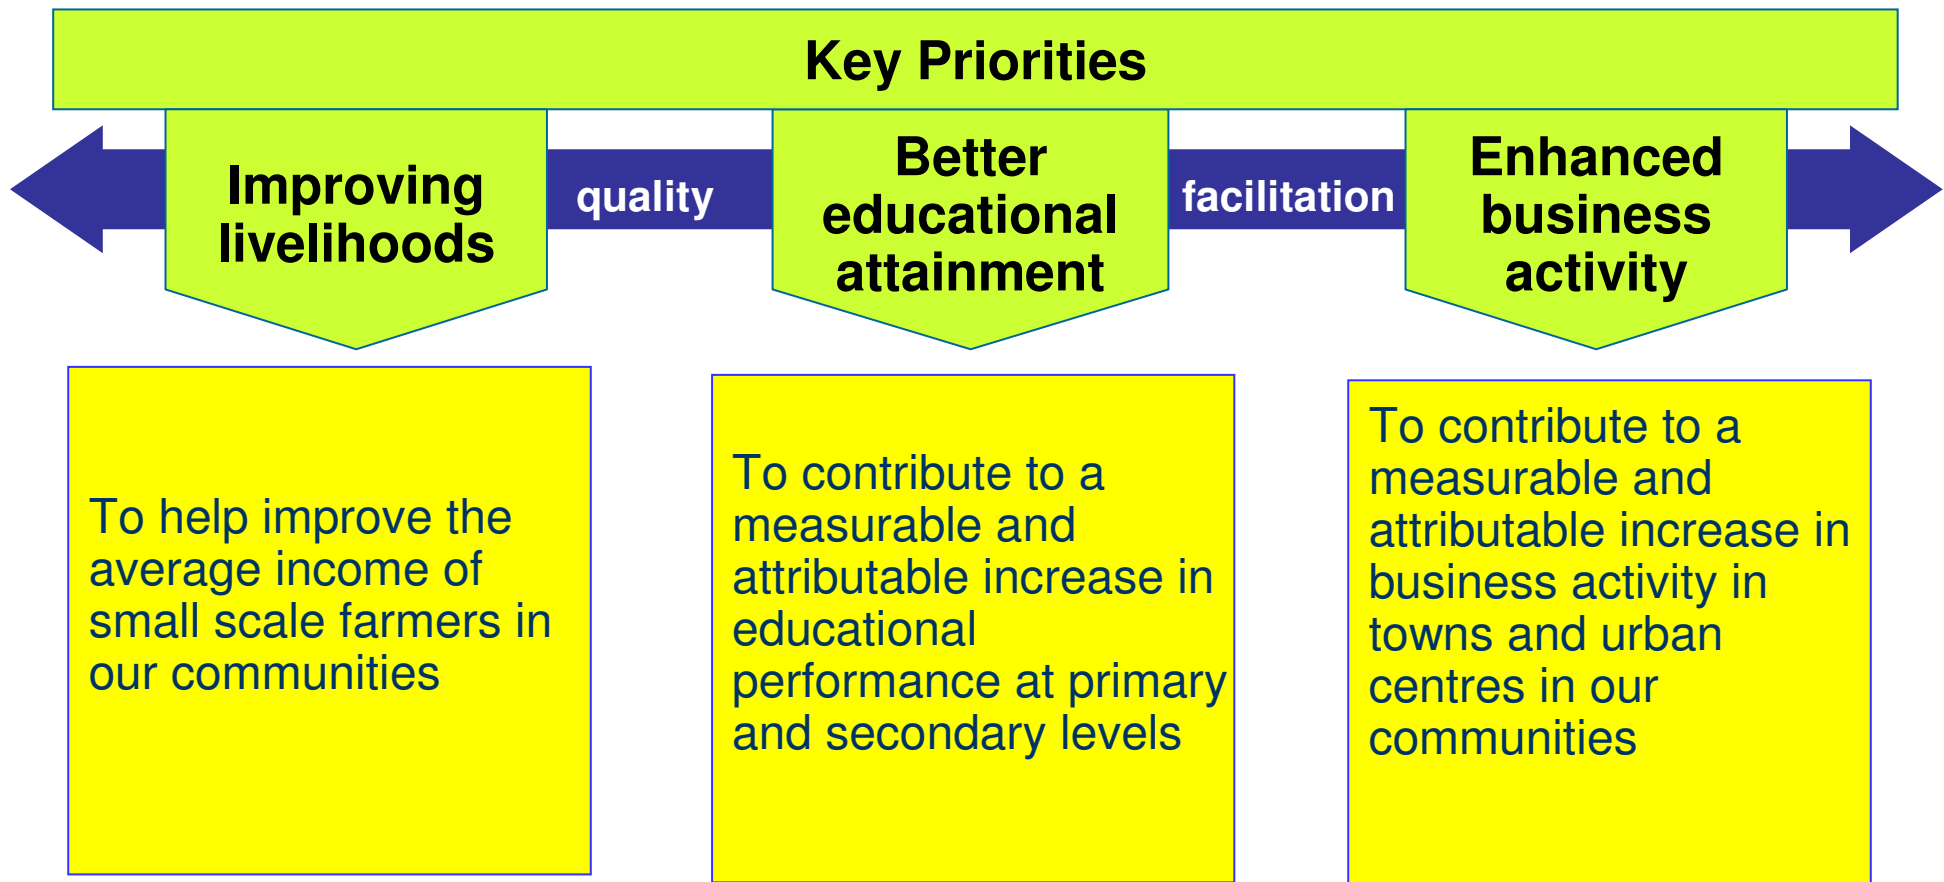 Key Priorities
Improving
livelihoods
quality
Better
educational
attainment
facilitation
Enhanced
business
activity
To help improve the
average income of
small scale farmers in
our communities
To contribute to a
measurable and
attributable increase in
educational
performance at primary
and secondary levels
To contribute to a
measurable and
attributable increase in
business activity in
towns and urban
centres in our
communities